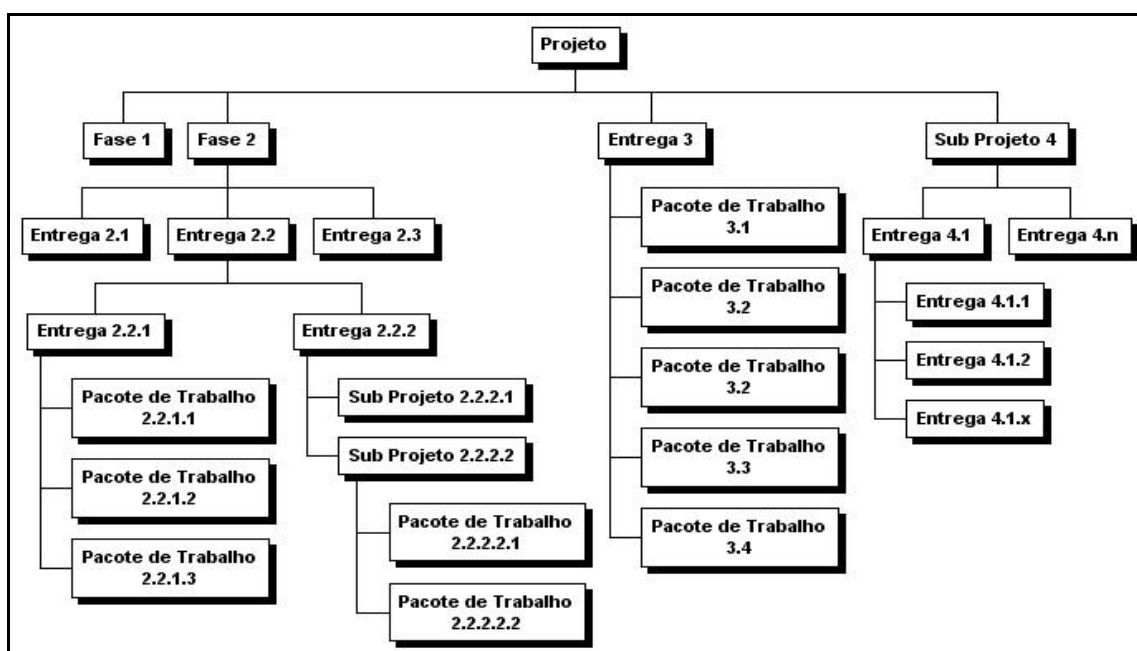 Projeto
Fase 1
Fase 2
Entrega 3
Sub Projeto 4
Entrega 2.1
Entrega 2.2
Entrega 2.3
Entrega 2.2.1
Pacote de Trabalho
2.2.1.1
Pacote de Trabalho
2.2.1.2
Pacote de Trabalho
2.2.1.3
Entrega 2.2.2
Sub Projeto 2.2.2.1
Sub Projeto 2.2.2.2
Pacote de Trabalho
2.2.2.2.1
Pacote de Trabalho
2.2.2.2.2
Pacote de Trabalho
3.1
Pacote de Trabalho
3.2
Pacote de Trabalho
3.2
Pacote de Trabalho
3.3
Pacote de Trabalho
3.4
Entrega 4.1
Entrega 4.n
Entrega 4.1.1
Entrega 4.1.2
Entrega 4.1.x